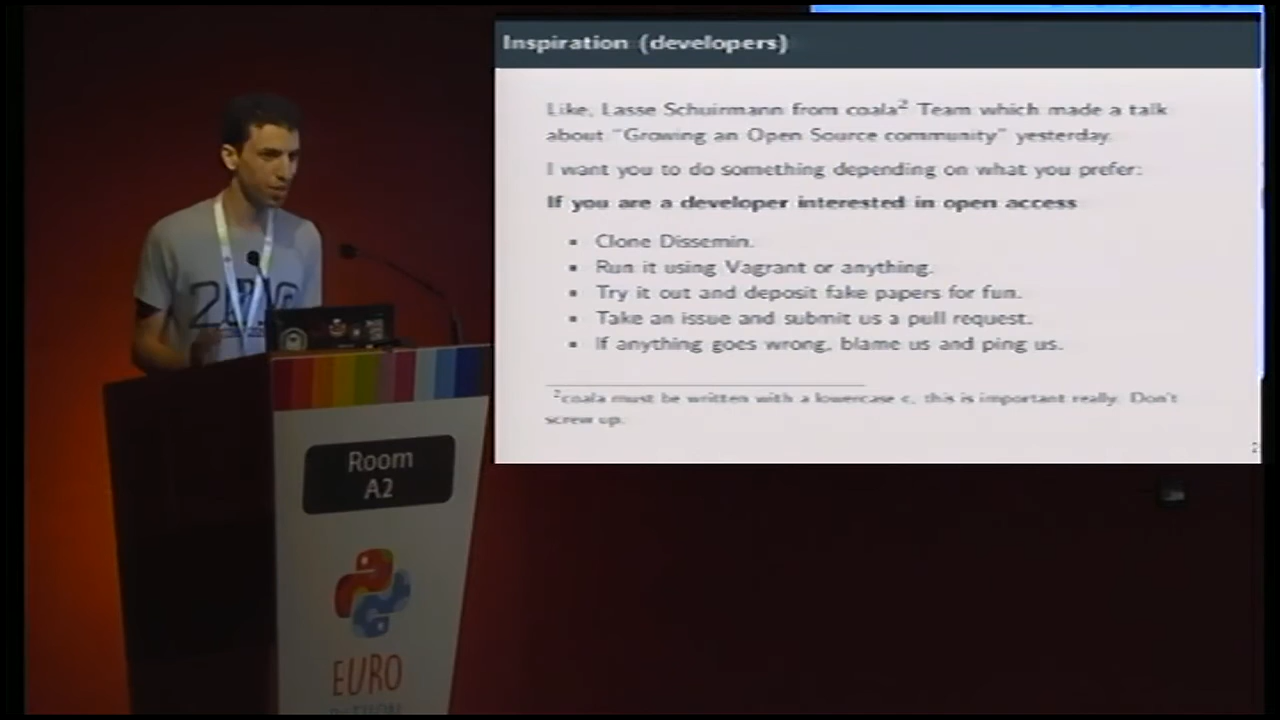 Inspiration (developers)
Like, Lasse Schuirmann from coala² Team which made a talk
about "Growing an Open Source community" yesterday.
I want you to do something depending on what you prefer:
If you are a developer interested in open access
▪ Clone Dissemin.
▪ Run it using Vagrant or anything.
▪ Try it out and deposit fake papers for fun.
▪ Take an issue and submit us a pull request.
▪ If anything goes wrong, blame us and ping us.
²coala must be written with a lowercase c, this is important really. Don't
screw up.
2
Room
A2
EURO